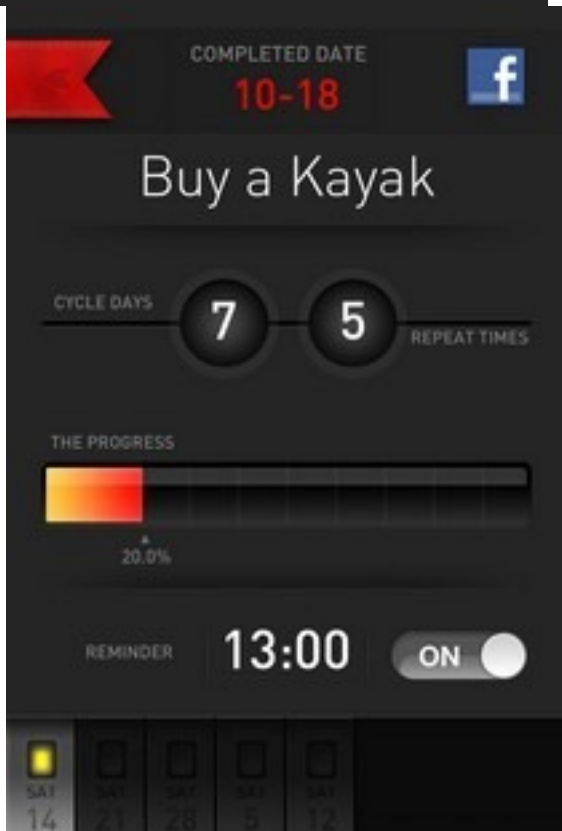 COMPLETED DATE
10-18
f
Buy a Kayak
CYCLE DAYS
7
5
REPEAT TIMES
THE PROGRESS
20.0%
REMINDER
13:00
ON
SAT SAT SAT SAT SAT
14 21 28 5 12